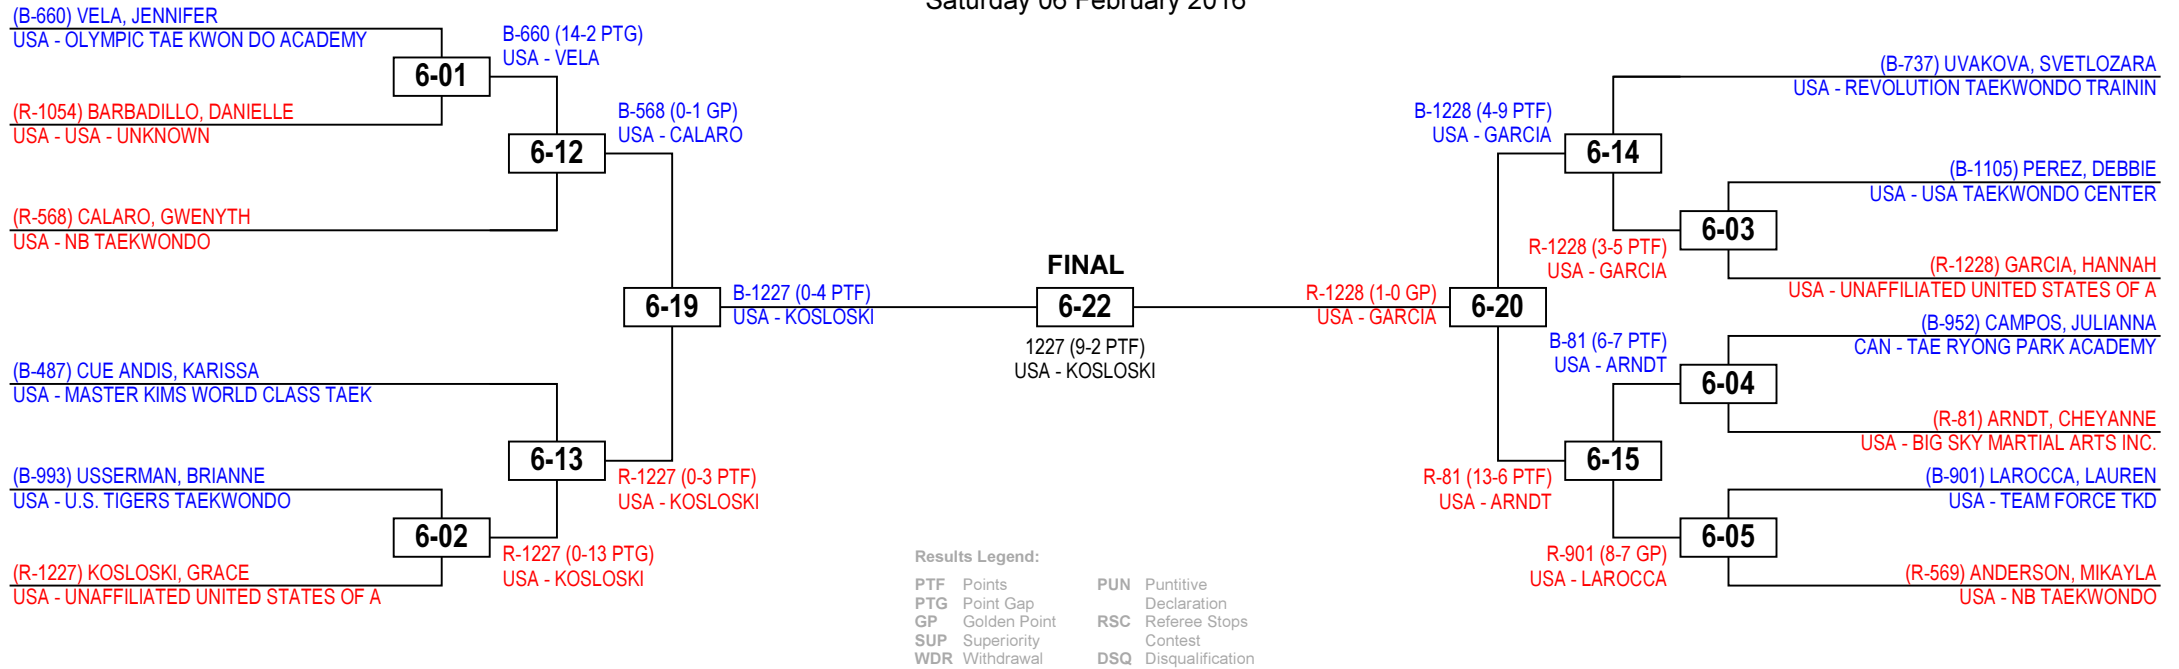 Saturday 06 February 2016
(B-660) VELA, JENNIFER
USA - OLYMPIC TAE KWON DO ACADEMY
6-01
(R-1054) BARBADILLO, DANIELLE
USA - USA - UNKNOWN
B-660 (14-2 PTG)
USA - VELA
6-12
(R-568) CALARO, GWENYTH
USA - NB TAEKWONDO
B-568 (0-1 GP)
USA - CALARO
6-19
(B-487) CUE ANDIS, KARISSA
USA - MASTER KIMS WORLD CLASS TAEK
6-13
(B-993) USSERMAN, BRIANNE
USA - U.S. TIGERS TAEKWONDO
6-02
(R-1227) KOSLOSKI, GRACE
USA - UNAFFILIATED UNITED STATES OF A
R-1227 (0-13 PTG)
USA - KOSLOSKI
R-1227 (0-3 PTF)
USA - KOSLOSKI
B-1227 (0-4 PTF)
USA - KOSLOSKI
FINAL
6-22
1227 (9-2 PTF)
USA - KOSLOSKI
R-1228 (1-0 GP)
USA - GARCIA
6-20
B-1228 (4-9 PTF)
USA - GARCIA
6-14
(B-737) UVAKOVA, SVETLOZARA
USA - REVOLUTION TAEKWONDO TRAININ
(B-1105) PEREZ, DEBBIE
USA - USA TAEKWONDO CENTER
6-03
R-1228 (3-5 PTF)
USA - GARCIA
(R-1228) GARCIA, HANNAH
USA - UNAFFILIATED UNITED STATES OF A
(B-952) CAMPOS, JULIANNA
CAN - TAE RYONG PARK ACADEMY
B-81 (6-7 PTF)
USA - ARNDT
6-04
(R-81) ARNDT, CHEYANNE
USA - BIG SKY MARTIAL ARTS INC.
6-15
R-81 (13-6 PTF)
USA - ARNDT
(B-901) LAROCCA, LAUREN
USA - TEAM FORCE TKD
6-05
R-901 (8-7 GP)
USA - LAROCCA
(R-569) ANDERSON, MIKAYLA
USA - NB TAEKWONDO
Results Legend:
PTF Points PUN Puntitive
PTG Point Gap Declaration
GP Golden Point RSC Referee Stops
SUP Superiority Contest
WDR Withdrawal DSQ Disqualification